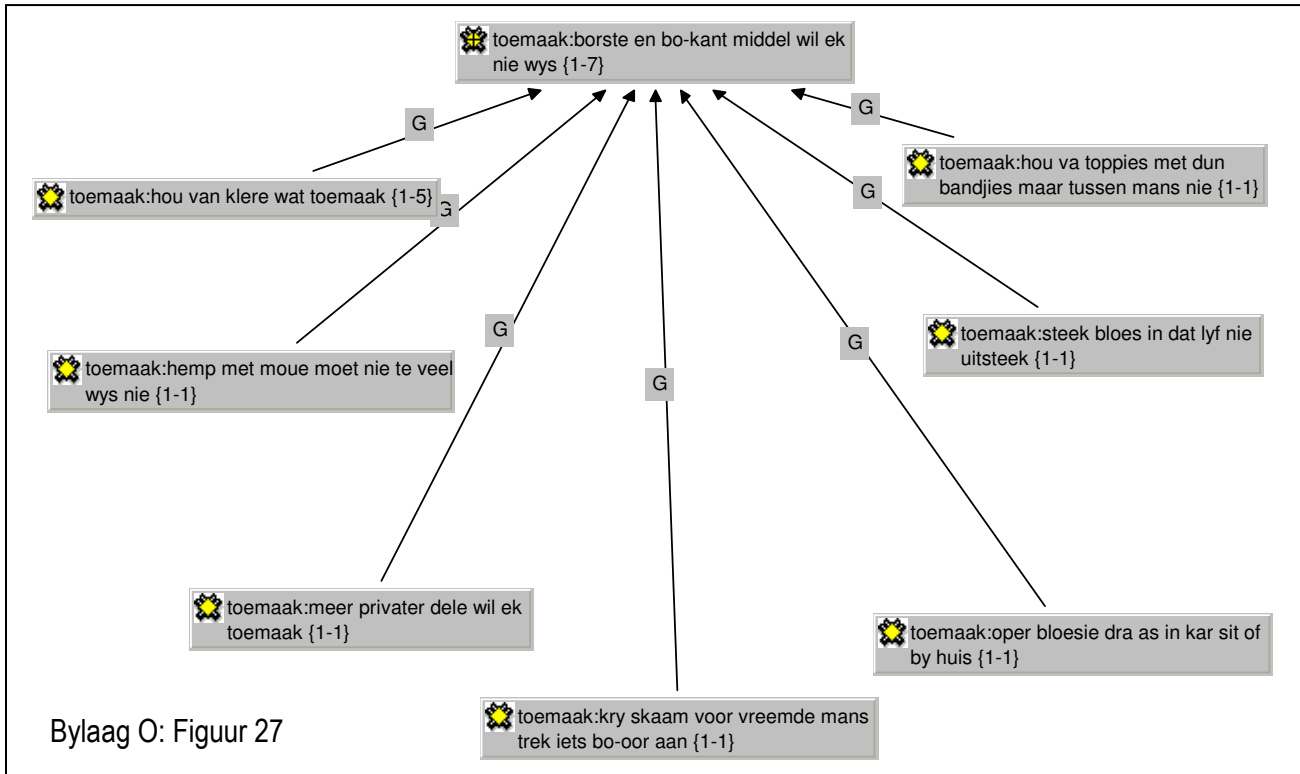 toemaak:borste en bo-kant middel wil ek
nie wys {1-7}
G
G
toemaak:hou va toppies met dun
bandjies maar tussen mans nie {1-1}
toemaak:hou van klere wat toemaak {1-5}
G
G
toemaak:steek bloes in dat lyf nie
uitsteek {1-1}
G
G
G
toemaak:hemp met moue moet nie te veel
wys nie {1-1}
toemaak:meer privater dele wil ek
toemaak {1-1}
toemaak:oper bloesie dra as in kar sit of
by huis {1-1}
toemaak:kry skaam voor vreemde mans
trek iets bo-oor aan {1-1}
Bylaag O: Figuur 27